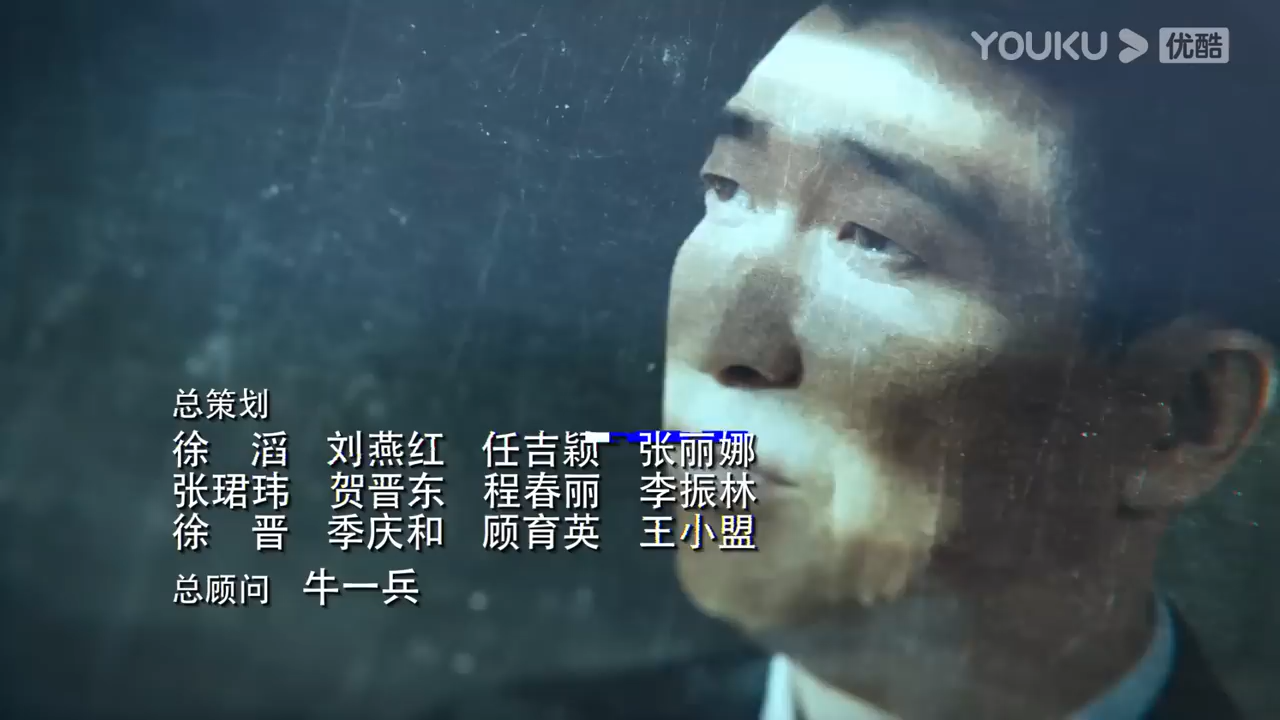 YOUKU 优酷
总策划
徐　滔 刘燕红 任吉颖 张丽娜
张珺玮 贺晋东 程春丽 李振林
徐　晋 季庆和 顾育英 王小盟
总顾问 牛一兵